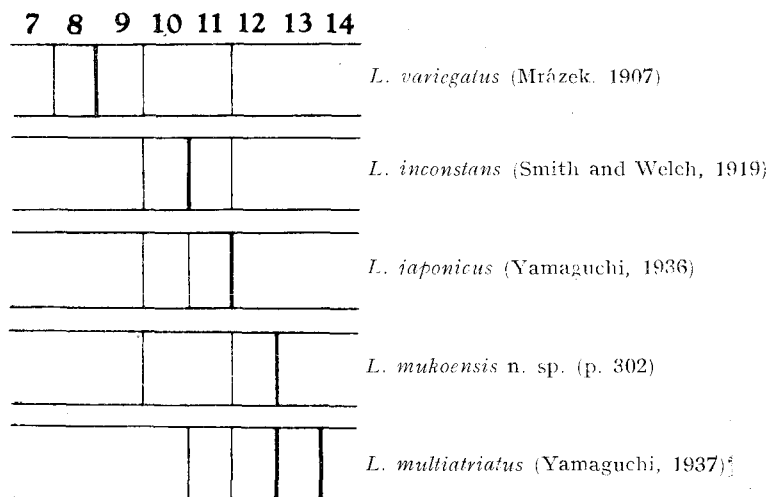 7 8 9 10 11 12 13 14
L. variegatus (Mrázek. 1907)
L. inconstans (Smith and Welch, 1919)
L. japonicus (Yamaguchi, 1936)
L. mukoensis n. sp. (p. 302)
L. multiatriatus (Yamaguchi, 1937)